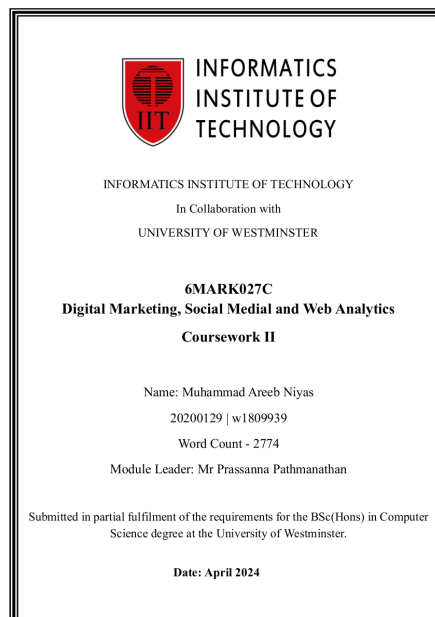 IIT
INFORMATICS
INSTITUTE OF
TECHNOLOGY
INFORMATICS INSTITUTE OF TECHNOLOGY
In Collaboration with
UNIVERSITY OF WESTMINSTER
6MARK027C
Digital Marketing, Social Medial and Web Analytics
Coursework II
Name: Muhammad Areeb Niyas
20200129 | w1809939
Word Count - 2774
Module Leader: Mr Prassanna Pathmanathan
Submitted in partial fulfilment of the requirements for the BSc(Hons) in Computer
Science degree at the University of Westminster.
Date: April 2024